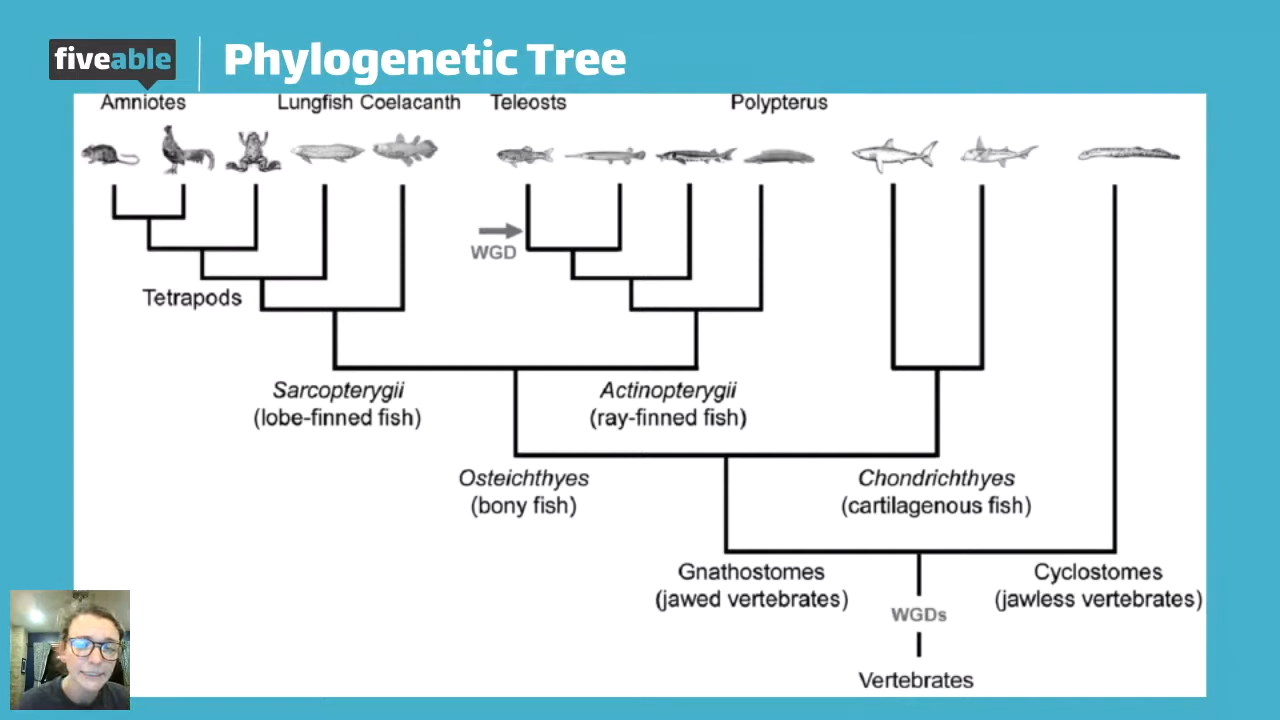 fiveable
Phylogenetic Tree
Amniotes
Lungfish
Coelacanth
Teleosts
Polypterus
WGD
Tetrapods
Sarcopterygii
(lobe-finned fish)
Actinopterygii
(ray-finned fish)
Osteichthyes
(bony fish)
Chondrichthyes
(cartilagenous fish)
Gnathostomes
(jawed vertebrates)
Cyclostomes
(jawless vertebrates)
WGDs
Vertebrates